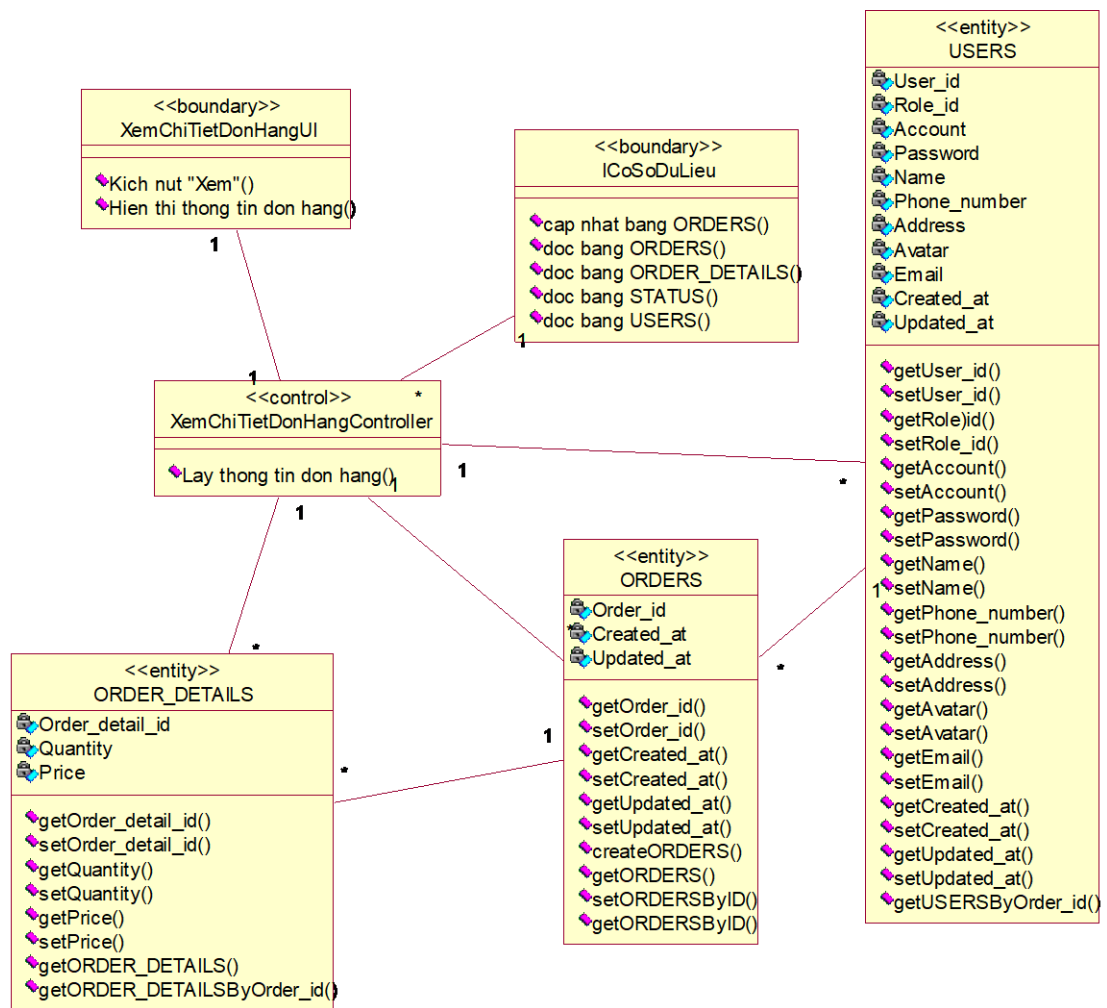 <<boundary>>
XemChiTietDonHangUI
Kich nut "Xem"()
Hien thi thong tin don hang()
1
<<boundary>>
ICoSoDuLieu
cap nhat bang ORDERS()
doc bang ORDERS()
doc bang ORDER_DETAILS()
doc bang STATUS()
doc bang USERS()
1
<<entity>>
USERS
User_id
Role_id
Account
Password
Name
Phone_number
Address
Avatar
Email
Created_at
Updated_at
getUser_id()
setUser_id()
getRole)id()
setRole_id()
getAccount()
setAccount()
getPassword()
setPassword()
getName()
setName()
getPhone_number()
setPhone_number()
getAddress()
setAddress()
getAvatar()
setAvatar()
getEmail()
setEmail()
getCreated_at()
setCreated_at()
getUpdated_at()
setUpdated_at()
getUSERSByOrder_id()
1
<<control>>
*
XemChiTietDonHangController
Lay thong tin don hang()
1
1
1
*
1
<<entity>>
ORDERS
Order_id
*
Created_at
Updated_at
getOrder_id()
setOrder_id()
getCreated_at()
setCreated_at()
getUpdated_at()
setUpdated_at()
createORDERS()
getORDERS()
setORDERSByID()
getORDERSByID()
1
*
*
<<entity>>
ORDER_DETAILS
Order_detail_id
Quantity
Price
getOrder_detail_id()
setOrder_detail_id()
getQuantity()
setQuantity()
getPrice()
setPrice()
getORDER_DETAILS()
getORDER_DETAILSByOrder_id()
*